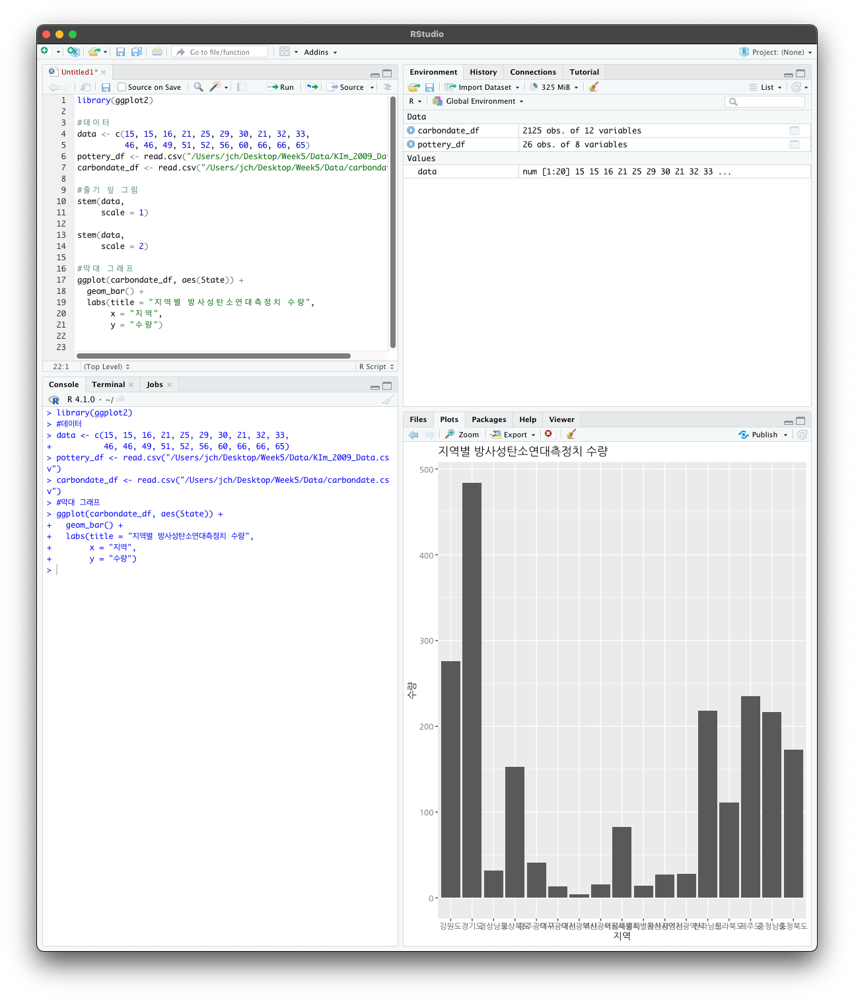 RStudio
Go to file/function
Addins
Project: (None)
Untitled1*
Source on Save
Run
Source
1 library(ggplot2)
2
3 #데이터
4 data <- c(15, 15, 16, 21, 25, 29, 30, 21, 32, 33,
5 46, 46, 49, 51, 52, 56, 60, 66, 66, 65)
6 pottery_df <- read.csv("/Users/jch/Desktop/Week5/Data/KIm_2009_Da
7 carbondate_df <- read.csv("/Users/jch/Desktop/Week5/Data/carbonda
8
9 #줄기 잎 그림
10 stem(data,
11 scale = 1)
12
13 stem(data,
14 scale = 2)
15
16 #막대 그래프
17 ggplot(carbondate_df, aes(State)) +
18 geom_bar() +
19 labs(title = "지역별 방사성탄소연대측정치 수량",
20 x = "지역",
21 y = "수량")
22
23
22:1 (Top Level) R Script
Console Terminal Jobs
R 4.1.0 · ~/
> library(ggplot2)
> #데이터
> data <- c(15, 15, 16, 21, 25, 29, 30, 21, 32, 33,
+ 46, 46, 49, 51, 52, 56, 60, 66, 66, 65)
> pottery_df <- read.csv("/Users/jch/Desktop/Week5/Data/KIm_2009_Data.cs
v")
> carbondate_df <- read.csv("/Users/jch/Desktop/Week5/Data/carbondate.cs
v")
> #막대 그래프
> ggplot(carbondate_df, aes(State)) +
+ geom_bar() +
+ labs(title = "지역별 방사성탄소연대측정치 수량",
+ x = "지역",
+ y = "수량")
>
Environment History Connections Tutorial
Import Dataset 325 MiB List
R Global Environment
Data
carbondate_df 2125 obs. of 12 variables
pottery_df 26 obs. of 8 variables
Values
data num [1:20] 15 15 16 21 25 29 30 21 32 33 ...
Files Plots Packages Help Viewer
Zoom Export Publish
지역별 방사성탄소연대측정치 수량
500
400
300
200
100
0
수량
강원도 경기도
지역